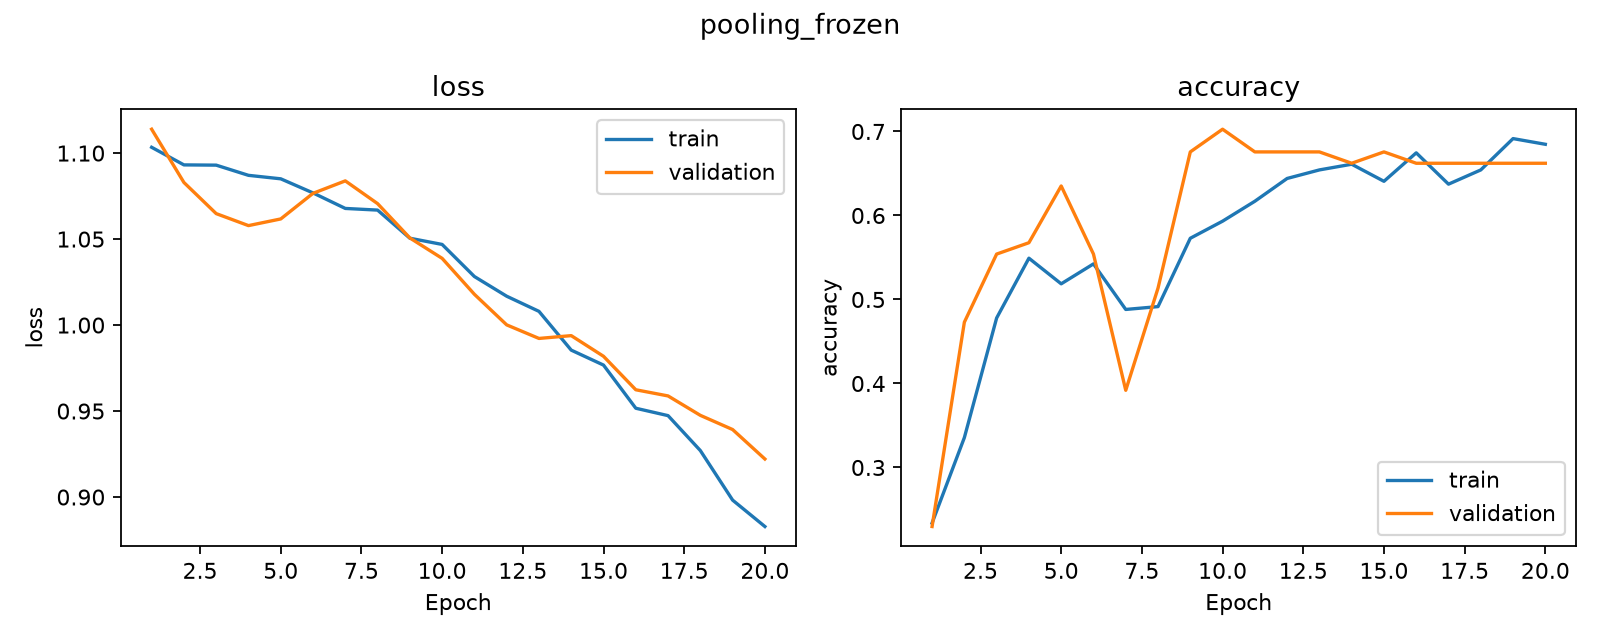 pooling_frozen
loss
train
validation
1.10
1.05
1.00
0.95
0.90
loss
2.5 5.0 7.5 10.0 12.5 15.0 17.5 20.0
Epoch
accuracy
0.7
0.6
0.5
0.4
0.3
accuracy
train
validation
2.5 5.0 7.5 10.0 12.5 15.0 17.5 20.0
Epoch